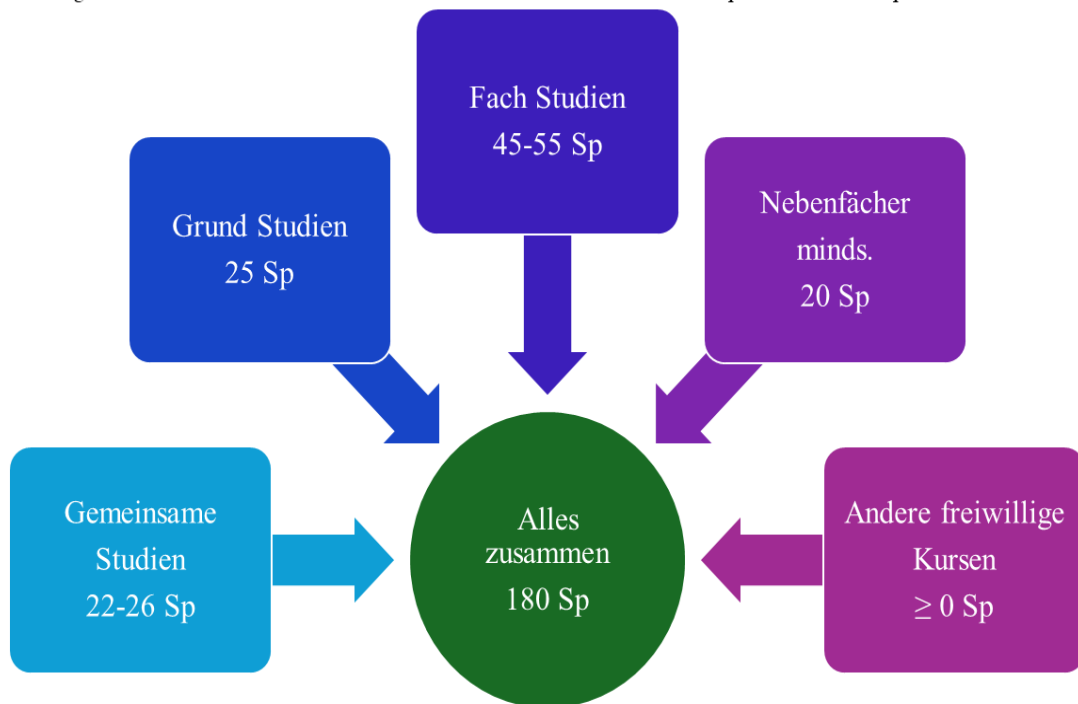 Fach Studien
45-55 Sp
Grund Studien
25 Sp
Nebenfächer
minds.
20 Sp
Gemeinsame
Studien
22-26 Sp
Alles
zusammen
180 Sp
Andere freiwillige
Kursen
≥ 0 Sp